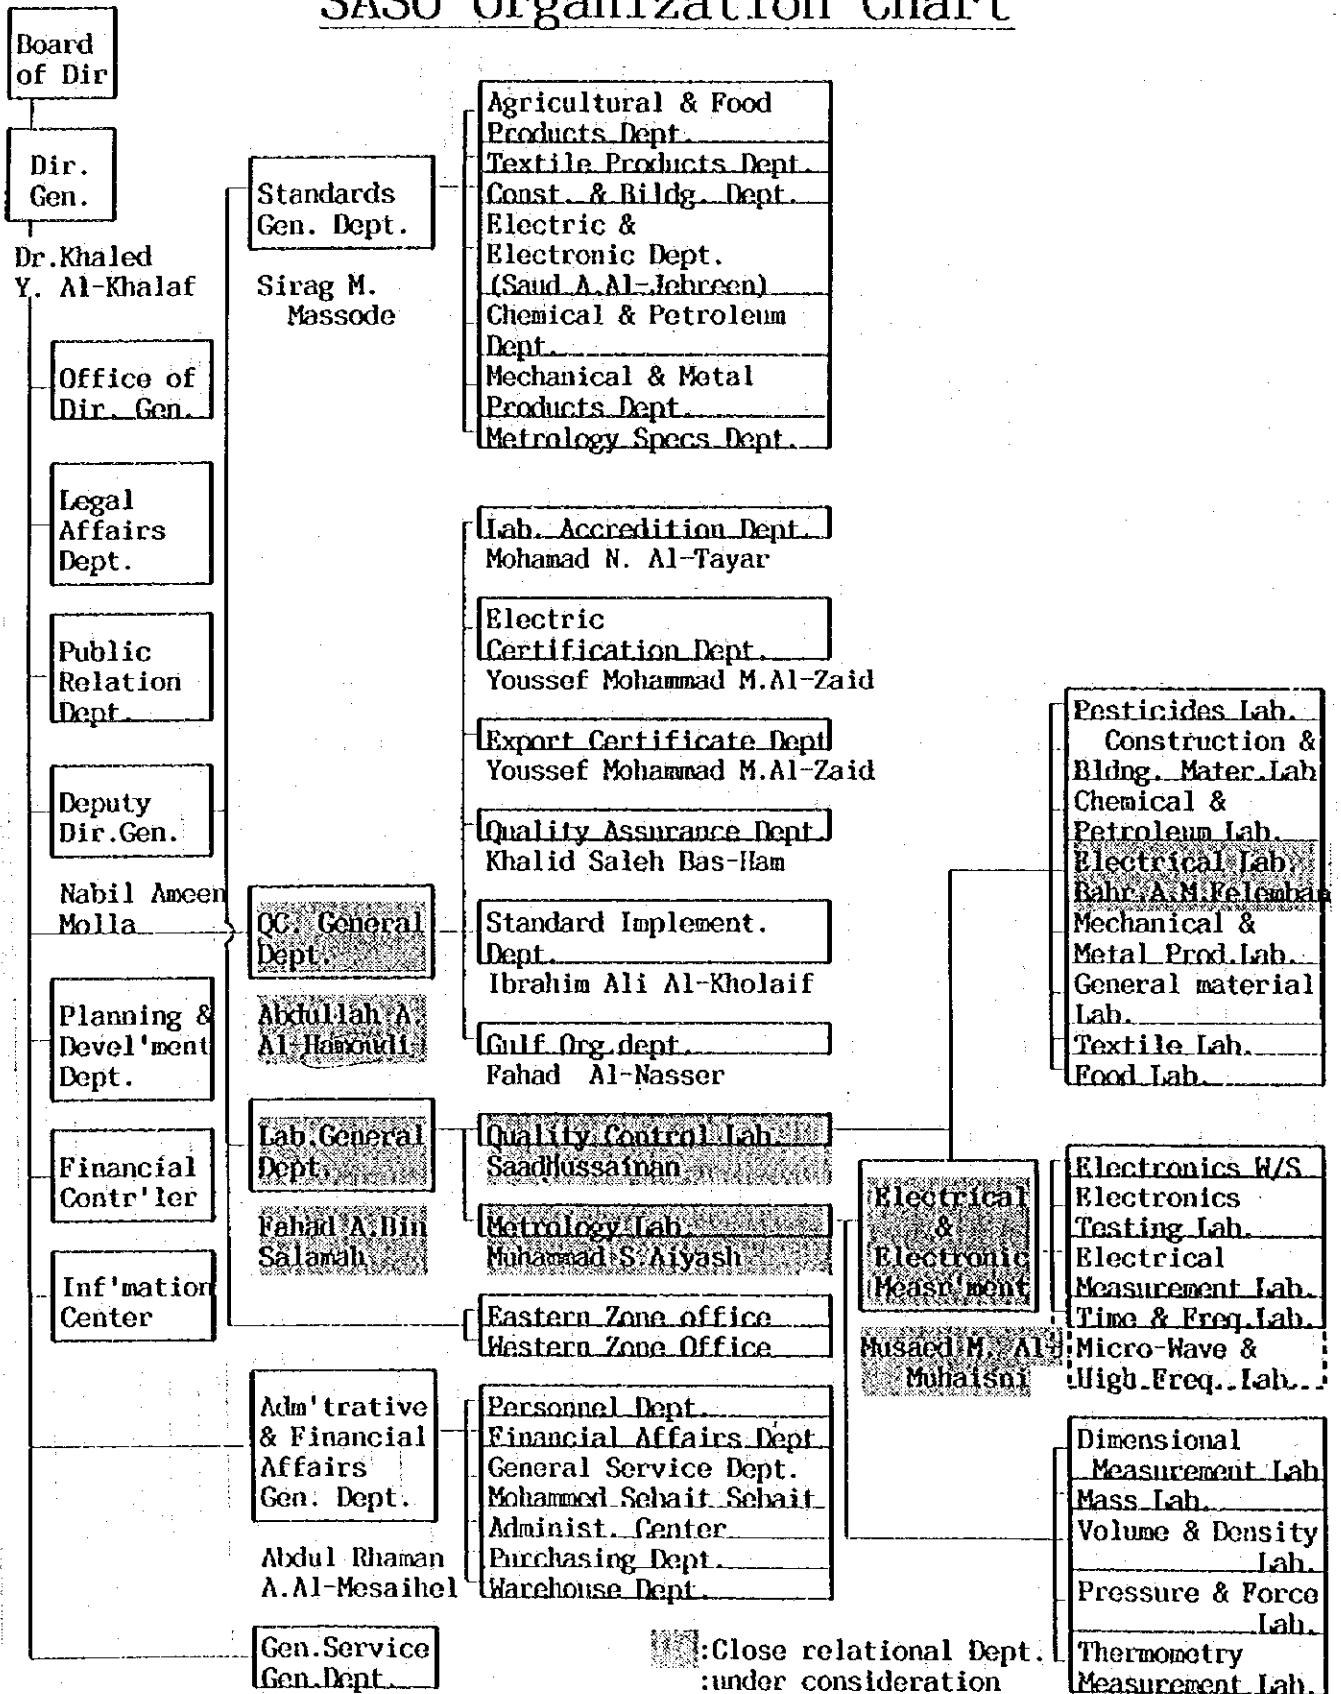 SASO Organization Chart
Board
of Dir
Dir.
Gen.
Dr.Khaled
Y. Al-Khalaf
Office of
Dir. Gen.
Legal
Affairs
Dept.
Public
Relation
Dept.
Deputy
Dir.Gen.
Nabil Ameen
Molla
Planning &
Devel'ment
Dept.
Financial
Contr'ler
Inf'mation
Center
Standards
Gen. Dept.
Sirag M.
Massode
QC. General
Dept.
Abdullah A.
Al-Hamoudi
Lab.General
Dept.
Fahad A.Bin
Salamah
Adm'trative
& Financial
Affairs
Gen. Dept.
Abdul Rhaman
A.Al-Mesaihel
Gen.Service
Gen.Dept.
Agricultural & Food
Products Dept.
Textile Products Dept.
Const. & Bildg. Dept.
Electric &
Electronic Dept.
(Saud A.Al-Jebreen)
Chemical & Petroleum
Dept.
Mechanical & Metal
Products Dept.
Metrology Specs Dept.
Lab. Accredition Dept.
Mohamad N. Al-Tayar
Electric
Certification Dept.
Youssef Mohammad M.Al-Zaid
Export Certificate Dept
Youssef Mohammad M.Al-Zaid
Quality Assurance Dept.
Khalid Saleh Bas-Ham
Standard Implement.
Dept.
Ibrahim Ali Al-Kholaif
Gulf Org.dept.
Fahad Al-Nasser
Quality Control Lab.
SaadHussainan
Metrology Lab.
Muhammad S.Aiyash
Eastern Zone office
Western Zone Office
Personnel Dept.
Financial Affairs Dept
General Service Dept.
Mohammed Sehait Sehait
Administ. Center
Purchasing Dept.
Warehouse Dept.
Electrical
&
Electronic
Measn'ment
Musaed M. Al-
Muhaisni
Pesticides Lab.
Construction &
Bldng. Mater.Lab
Chemical &
Petroleum Lab.
Electrical Lab.
Bahr.A.M.Felemban
Mechanical &
Metal Prod.Lab.
General material
Lab.
Textile Lab.
Food Lab.
Electronics W/S
Electronics
Testing Lab.
Electrical
Measurement Lab.
Time & Freq.Lab.
Micro-Wave &
High.Freq..Lab.
Dimensional
Measurement Lab
Mass Lab.
Volume & Density
Lab.
Pressure & Force
Lab.
Thermometry
Measurement Lab.
:Close relational Dept.
:under consideration